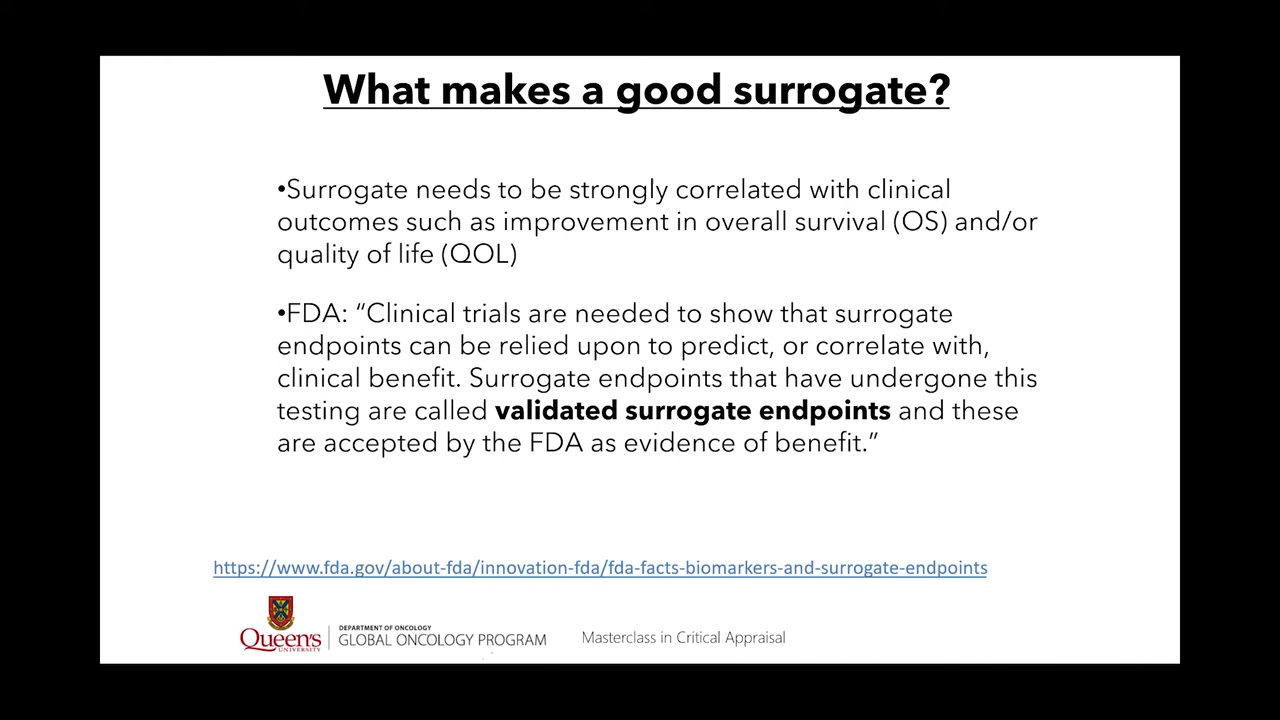 What makes a good surrogate?
•Surrogate needs to be strongly correlated with clinical
outcomes such as improvement in overall survival (OS) and/or
quality of life (QOL)
•FDA: “Clinical trials are needed to show that surrogate
endpoints can be relied upon to predict, or correlate with,
clinical benefit. Surrogate endpoints that have undergone this
testing are called validated surrogate endpoints and these
are accepted by the FDA as evidence of benefit.”
https://www.fda.gov/about-fda/innovation-fda/fda-facts-biomarkers-and-surrogate-endpoints
Queen's
UNIVERSITY
DEPARTMENT OF ONCOLOGY
GLOBAL ONCOLOGY PROGRAM
Masterclass in Critical Appraisal